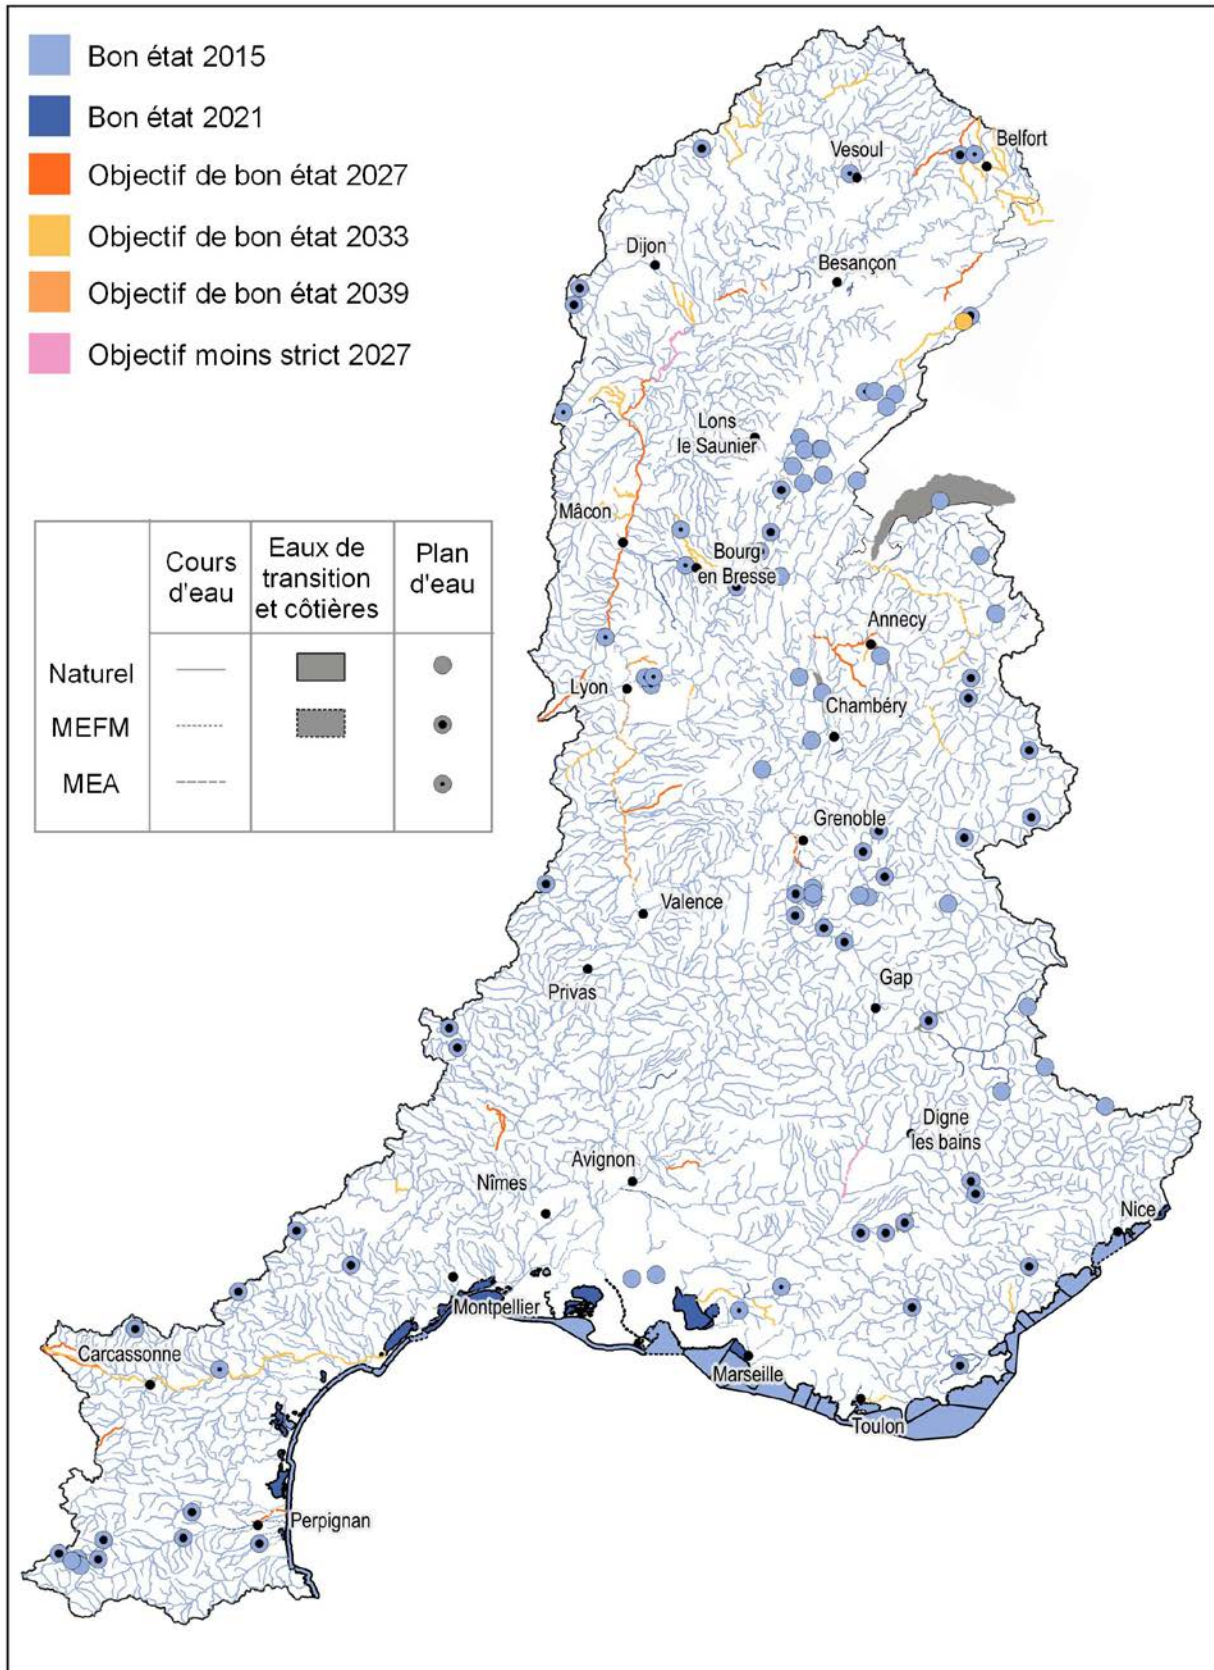 Bon état 2015
Bon état 2021
Objectif de bon état 2027
Objectif de bon état 2033
Objectif de bon état 2039
Objectif moins strict 2027
Cours
d'eau
Eaux de
transition
et côtières
Plan
d'eau
Naturel
MEFM
MEA
Belfort
Vesoul
Dijon
Besançon
Lons
le Saunier
Mâcon
Bourg
en Bresse
Annecy
Lyon
Chambéry
Grenoble
Valence
Privas
Gap
Digne
les bains
Avignon
Nîmes
Nice
Montpellier
Carcassonne
Marseille
Toulon
Perpignan